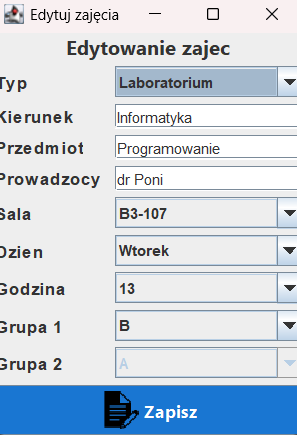 Edytuj zajęcia
Edytowanie zajec
Typ Laboratorium
Kierunek Informatyka
Przedmiot Programowanie
Prowadzocy dr Poni
Sala B3-107
Dzien Wtorek
Godzina 13
Grupa 1 B
Grupa 2 A
Zapisz